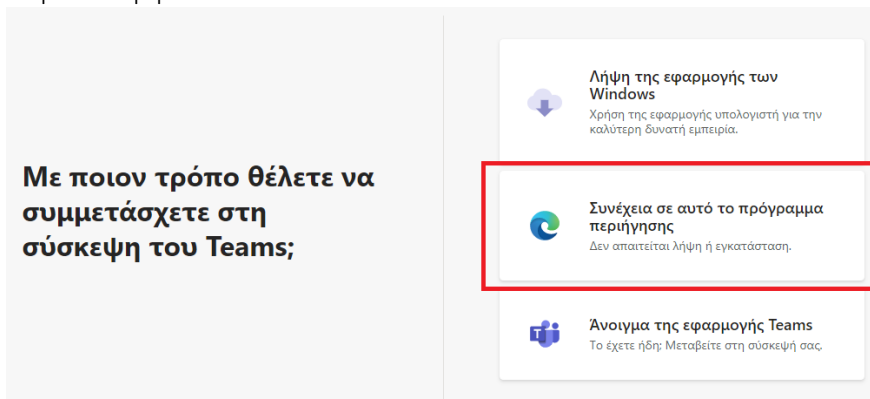 Με ποιον τρόπο θέλετε να
συμμετάσχετε στη
σύσκεψη του Teams;
Λήψη της εφαρμογής των
Windows
Χρήση της εφαρμογής υπολογιστή για την
καλύτερη δυνατή εμπειρία.
Συνέχεια σε αυτό το πρόγραμμα
περιήγησης
Δεν απαιτείται λήψη ή εγκατάσταση.
Άνοιγμα της εφαρμογής Teams
Το έχετε ήδη; Μεταβείτε στη σύσκεψή σας.